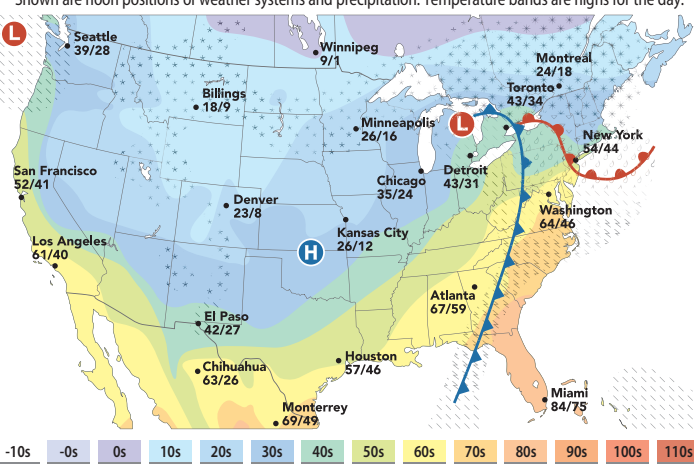 Shown are noon positions of weather systems and precipitation. Temperature bands are highs for the day.
L
Seattle
39/28
Winnipeg
9/1
Montreal
24/18
Billings
18/9
Toronto
43/34
Minneapolis
26/16
L
New York
54/44
San Francisco
52/41
Chicago
35/24
Detroit
43/31
Denver
23/8
Washington
64/46
Kansas City
26/12
Los Angeles
61/40
H
Atlanta
67/59
El Paso
42/27
Houston
57/46
Chihuahua
63/26
Miami
84/75
Monterrey
69/49
-10s -0s 0s 10s 20s 30s 40s 50s 60s 70s 80s 90s 100s 110s